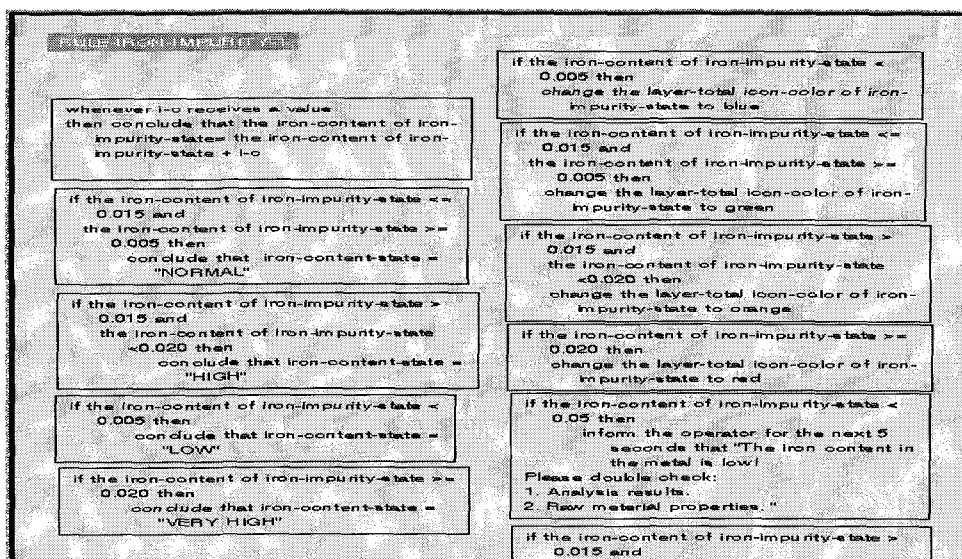 RULE-IRON-IMPURITY-1
whenever i-c receives a value
then conclude that the iron-content of iron-
impurity-state= the iron-content of iron-
impurity-state + i-c
if the iron-content of iron-impurity-state <=
0.015 and
the iron-content of iron-impurity-state >=
0.005 then
conclude that iron-content-state =
"NORMAL"
if the iron-content of iron-impurity-state >
0.015 and
the iron-content of iron-impurity-state
<0.020 then
conclude that iron-content-state =
"HIGH"
if the iron-content of iron-impurity-state <
0.005 then
conclude that iron-content-state =
"LOW"
if the iron-content of iron-impurity-state >=
0.020 then
conclude that iron-content-state =
"VERY HIGH"
if the iron-content of iron-impurity-state <
0.005 then
change the layer-total icon-color of iron-
impurity-state to blue
if the iron-content of iron-impurity-state <=
0.015 and
the iron-content of iron-impurity-state >=
0.005 then
change the layer-total icon-color of iron-
impurity-state to green
if the iron-content of iron-impurity-state >
0.015 and
the iron-content of iron-impurity-state
<0.020 then
change the layer-total icon-color of iron-
impurity-state to orange
if the iron-content of iron-impurity-state >=
0.020 then
change the layer-total icon-color of iron-
impurity-state to red
if the iron-content of iron-impurity-state <
0.05 then
inform the operator for the next 5
seconds that "The iron content in
the metal is low!
Please double check:
1. Analysis results.
2. Raw material properties."
if the iron-content of iron-impurity-state >
0.015 and